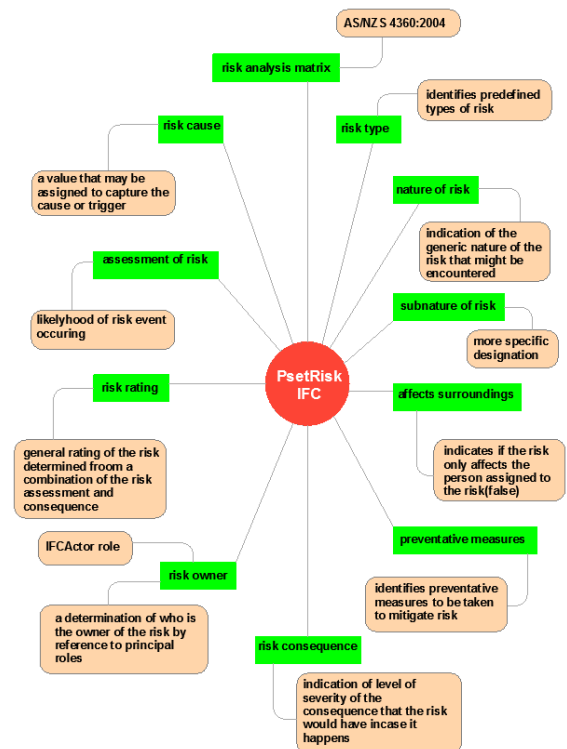 AS/NZ S 4360:2004
risk analysis matrix
identifies predefined
types of risk
risk type
risk cause
a value that may be
assigned to capture the
cause or trigger
nature of risk
indication of the
generic nature of the
risk that might be
encountered
assessment of risk
likelyhood of risk event
occuring
subnature of risk
more specific
designation
PsetRisk
IFC
risk rating
general rating of the risk
determined froom a
combination of the risk
assessment and
consequence
affects surroundings
indicates if the risk
only affects the
person assigned to
the risk(false)
preventative measures
identifies preventative
measures to be taken
to mitigate risk
IFCActor role
risk owner
a determination of who is
the owner of the risk by
reference to principal
roles
risk consequence
indication of level of
severity of the
consequence that the risk
would have incase it
happens